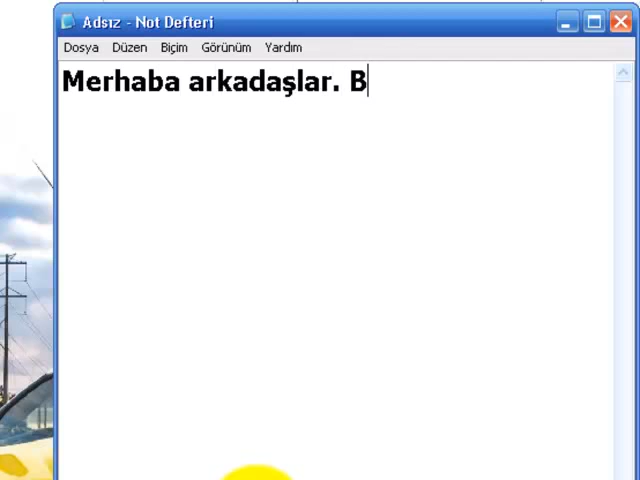 Adsız - Not Defteri
Dosya Düzen Biçim Görünüm Yardım
Merhaba arkadaşlar. B